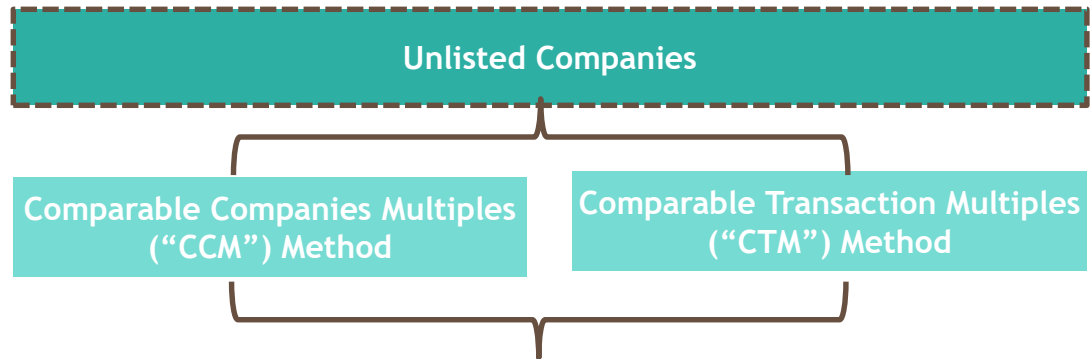 Unlisted Companies
Comparable Companies Multiples
(“CCM”) Method
Comparable Transaction Multiples
(“CTM”) Method